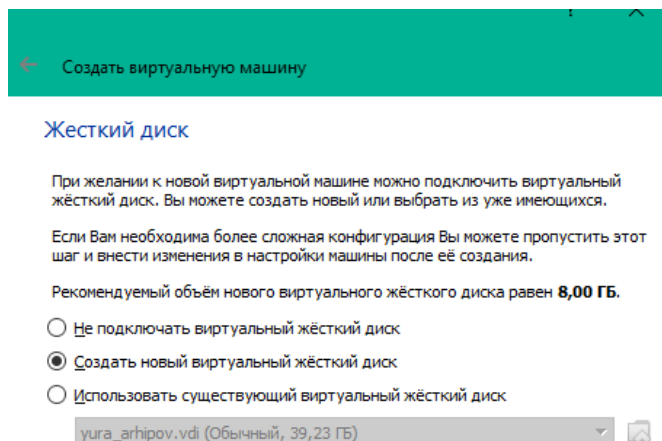 Создать виртуальную машину
Жесткий диск
При желании к новой виртуальной машине можно подключить виртуальный
жёсткий диск. Вы можете создать новый или выбрать из уже имеющихся.
Если Вам необходима более сложная конфигурация Вы можете пропустить этот
шаг и внести изменения в настройки машины после её создания.
Рекомендуемый объём нового виртуального жёсткого диска равен 8,00 ГБ.
Не подключать виртуальный жёсткий диск
Создать новый виртуальный жёсткий диск
Использовать существующий виртуальный жёсткий диск
yura_arhipov.vdi (Обычный, 39,23 ГБ)